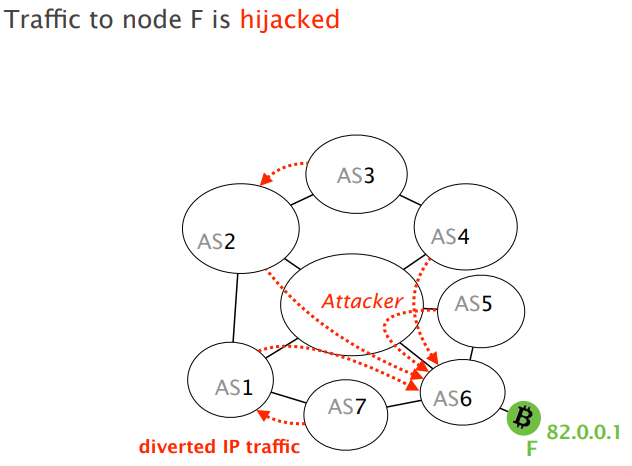 Traffic to node F is hijacked
AS3
AS2
AS4
Attacker
AS5
AS1
AS7
AS6
82.0.0.1
diverted IP traffic
F